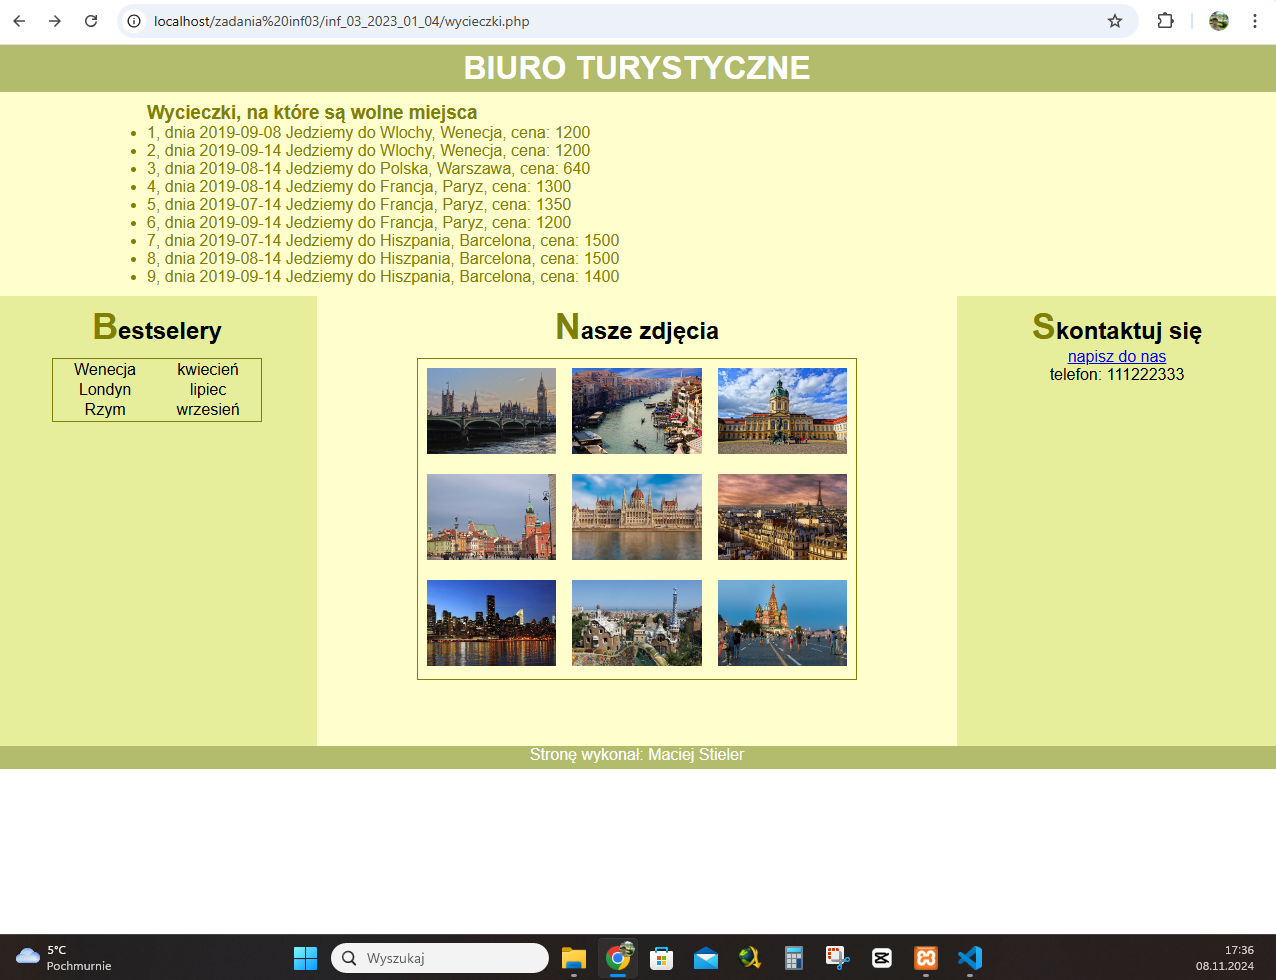 localhost/zadania%20inf03/inf_03_2023_01_04/wycieczki.php
BIURO TURYSTYCZNE
Wycieczki, na które są wolne miejsca
• 1, dnia 2019-09-08 Jedziemy do Wlochy, Wenecja, cena: 1200
• 2, dnia 2019-09-14 Jedziemy do Wlochy, Wenecja, cena: 1200
• 3, dnia 2019-08-14 Jedziemy do Polska, Warszawa, cena: 640
• 4, dnia 2019-08-14 Jedziemy do Francja, Paryz, cena: 1300
• 5, dnia 2019-07-14 Jedziemy do Francja, Paryz, cena: 1350
• 6, dnia 2019-09-14 Jedziemy do Francja, Paryz, cena: 1200
• 7, dnia 2019-07-14 Jedziemy do Hiszpania, Barcelona, cena: 1500
• 8, dnia 2019-08-14 Jedziemy do Hiszpania, Barcelona, cena: 1500
• 9, dnia 2019-09-14 Jedziemy do Hiszpania, Barcelona, cena: 1400
Bestselery
Wenecja kwiecień
Londyn lipiec
Rzym wrzesień
Nasze zdjęcia
Skontaktuj się
napisz do nas
telefon: 111222333
Stronę wykonał: Maciej Stieler
5°C
Pochmurnie
Wyszukaj
17:36
08.11.2024